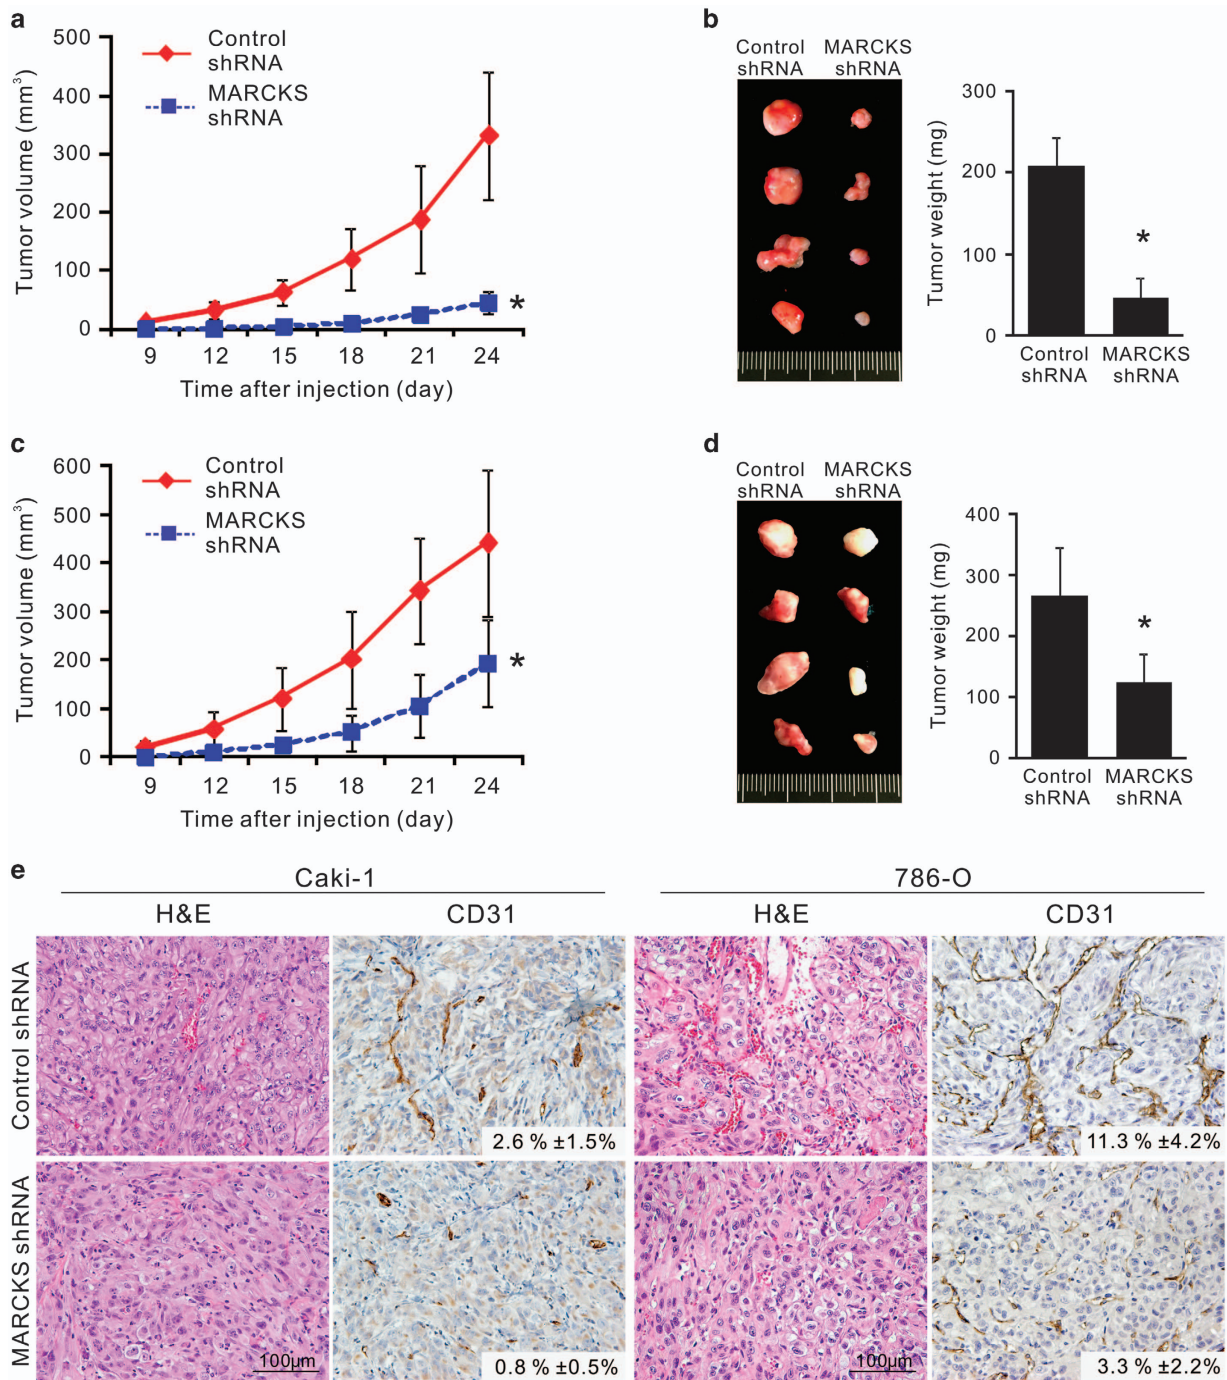 a
500
400
300
200
100
0
Tumor volume (mm³)
Control
shRNA
MARCKS
shRNA
*
9 12 15 18 21 24
Time after injection (day)
b
Control MARCKS
shRNA shRNA
300
200
100
0
Tumor weight (mg)
*
Control MARCKS
shRNA shRNA
c
600
500
400
300
200
100
0
Tumor volume (mm³)
Control
shRNA
MARCKS
shRNA
*
9 12 15 18 21 24
Time after injection (day)
d
Control MARCKS
shRNA shRNA
400
300
200
100
0
Tumor weight (mg)
*
Control MARCKS
shRNA shRNA
e
Caki-1 786-O
H&E CD31 H&E CD31
Control shRNA
2.6 % ±1.5%
11.3 % ±4.2%
MARCKS shRNA
100µm
0.8 % ±0.5%
100µm
3.3 % ±2.2%